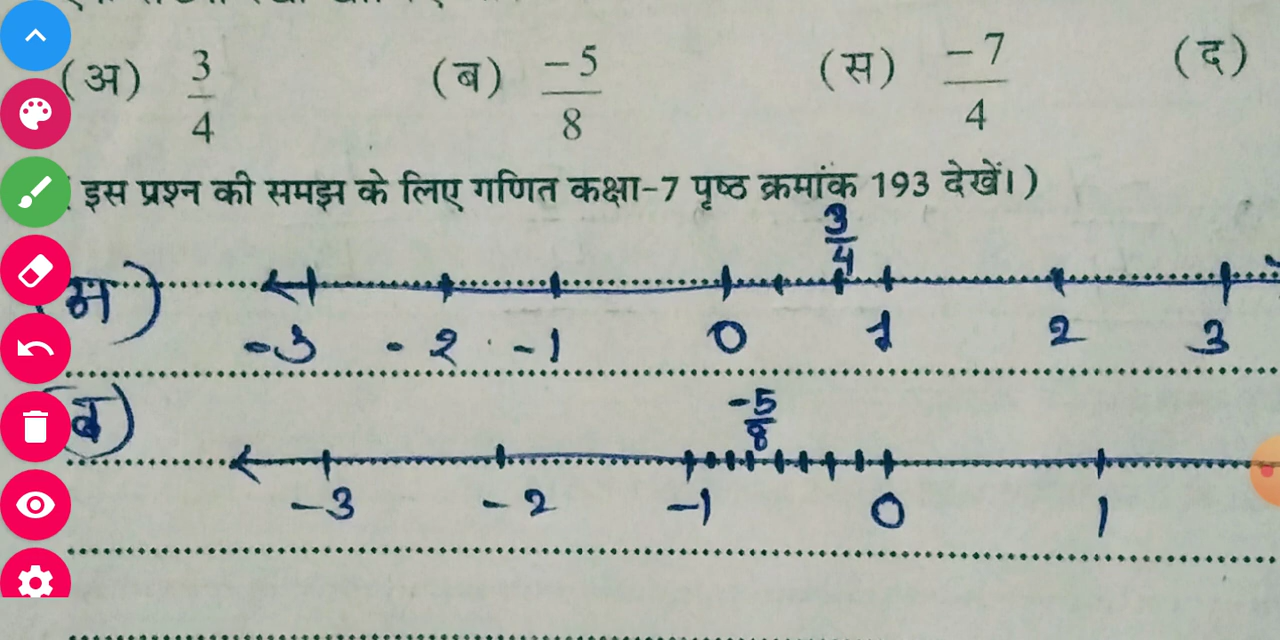 (अ) 3/4 (ब) -5/8 (स) -7/4 (द)
इस प्रश्न की समझ के लिए गणित कक्षा-7 पृष्ठ क्रमांक 193 देखें।)
3/4
-3 -2 -1 0 1 2 3
(ब)
-5/8
-3 -2 -1 0 1